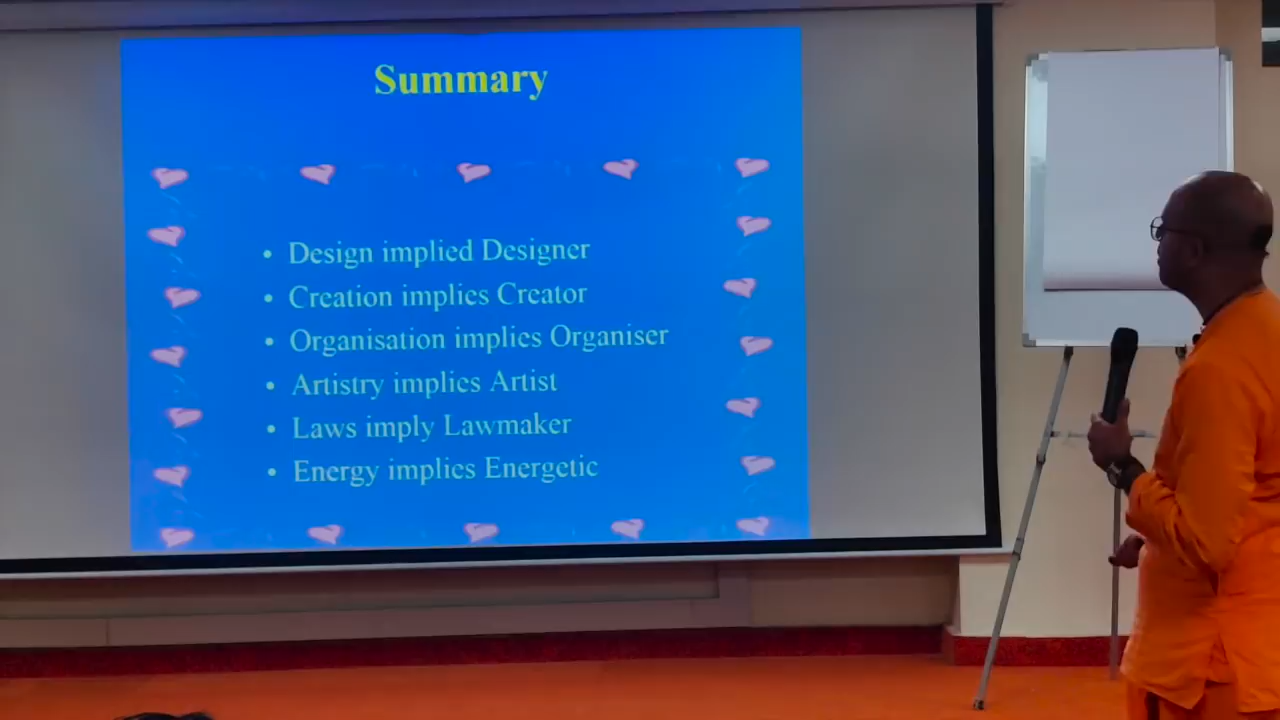 Summary
• Design implied Designer
• Creation implies Creator
• Organisation implies Organiser
• Artistry implies Artist
• Laws imply Lawmaker
• Energy implies Energetic